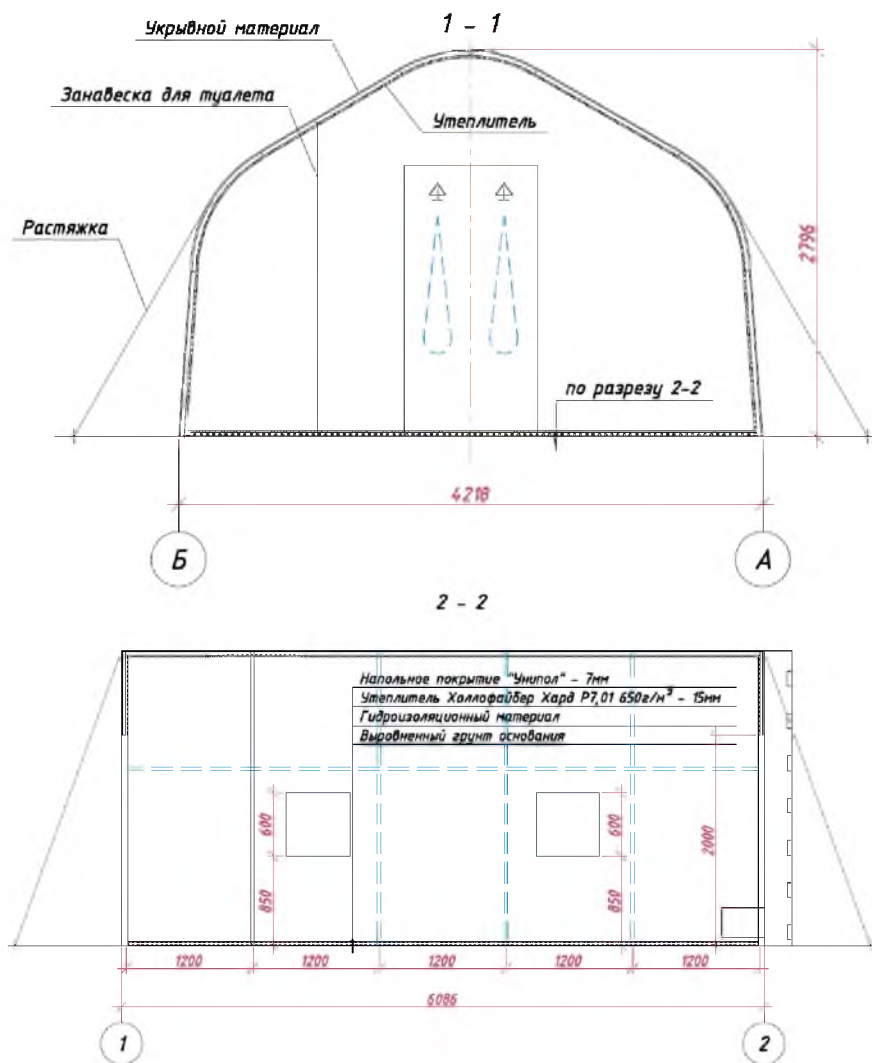 1 - 1
Укрывной материал
Занавеска для туалета
Утеплитель
Растяжка
2796
по разрезу 2-2
4218
Б
А
2 - 2
Напольное покрытие "Унипол" - 7мм
Утеплитель Холлофайбер Хард Р7,01 650г/м³ - 15мм
Гидроизоляционный материал
Выровненный грунт основания
600
600
2000
850
850
1200
1200
1200
1200
1200
6086
1
2